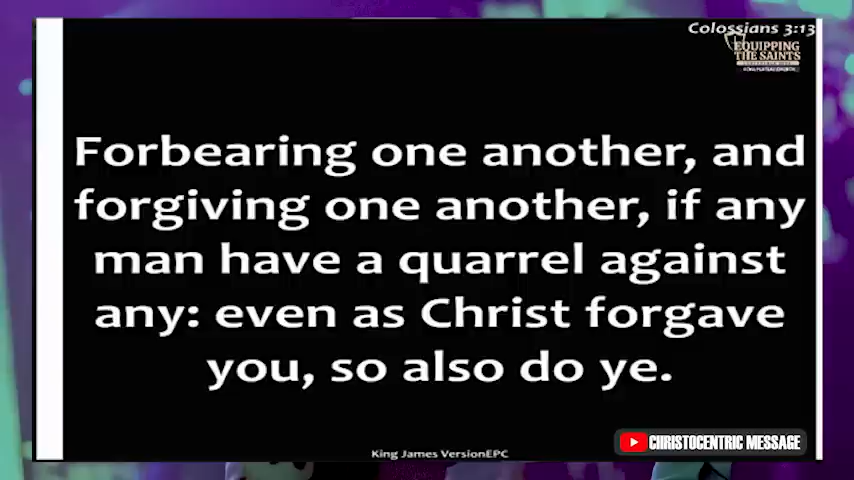 Colossians 3:13
EQUIPPING
THE SAINTS
Forbearing one another, and
forgiving one another, if any
man have a quarrel against
any: even as Christ forgave
you, so also do ye.
CHRISTOCENTRIC MESSAGE
King James VersionEPC